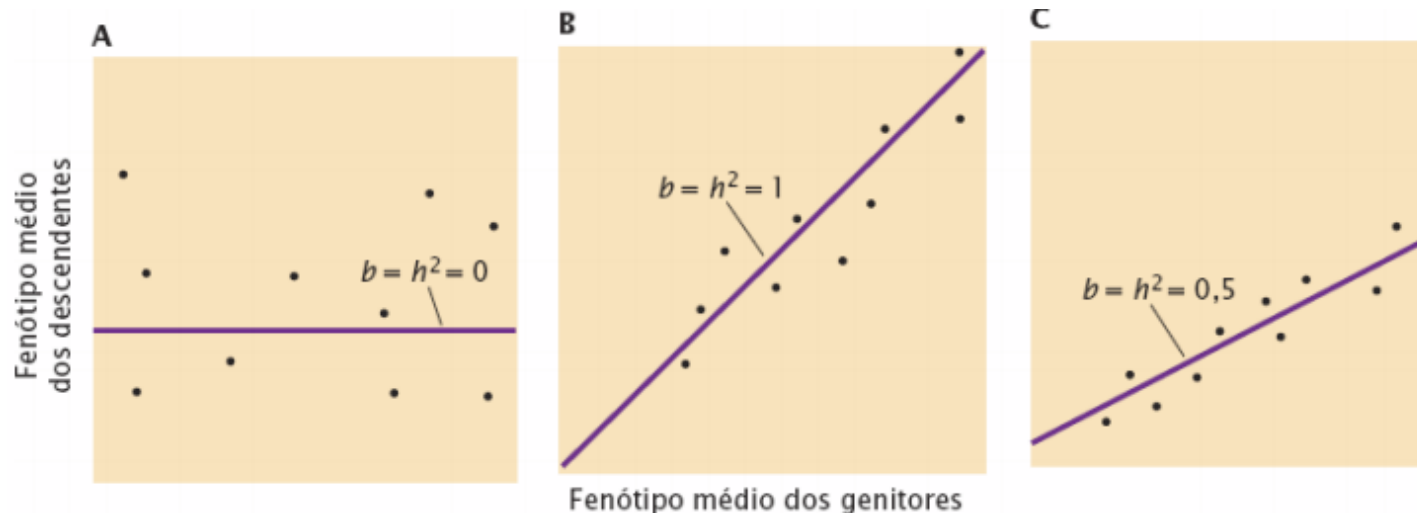 A
B
C
Fenótipo médio
dos descendentes
b = h² = 0
b = h² = 1
b = h² = 0,5
Fenótipo médio dos genitores